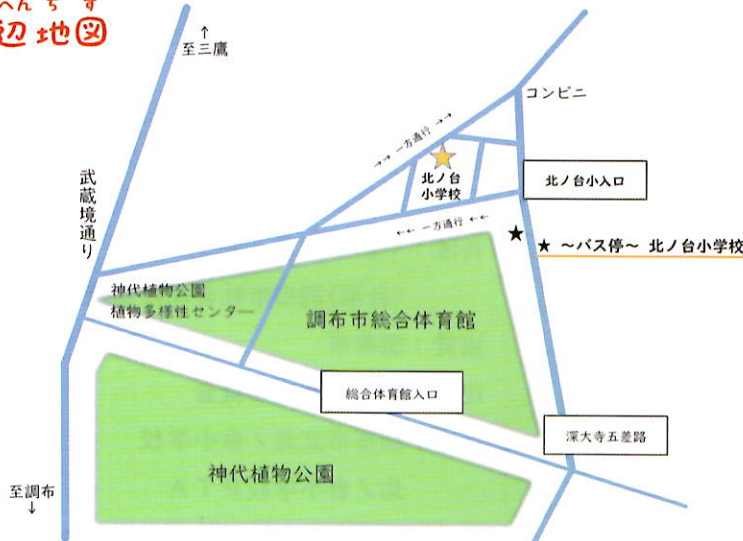 へんちず
辺地図
↑
至三鷹
コンビニ
→→ 一方通行 →→
武蔵境通り
北ノ台
小学校
北ノ台小入口
←← 一方通行 ←←
★
★ ～バス停～ 北ノ台小学校
神代植物公園
植物多様性センター
調布市総合体育館
総合体育館入口
深大寺五差路
神代植物公園
至調布
↓